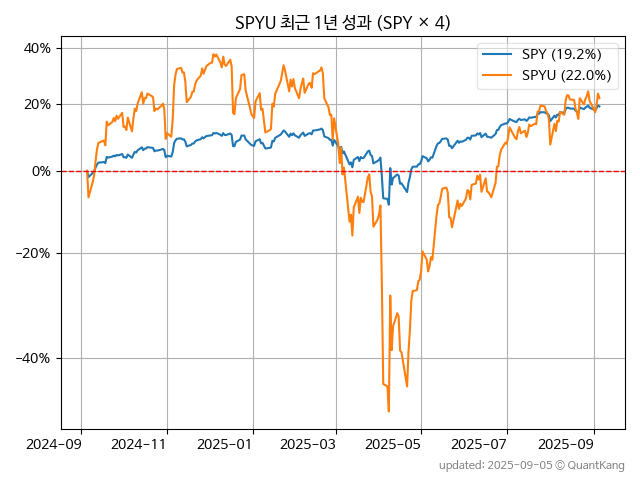 SPYU 최근 1년 성과 (SPY × 4)
SPY (19.2%)
SPYU (22.0%)
40%
20%
0%
−20%
−40%
2024-09 2024-11 2025-01 2025-03 2025-05 2025-07 2025-09
updated: 2025-09-05 © QuantKang